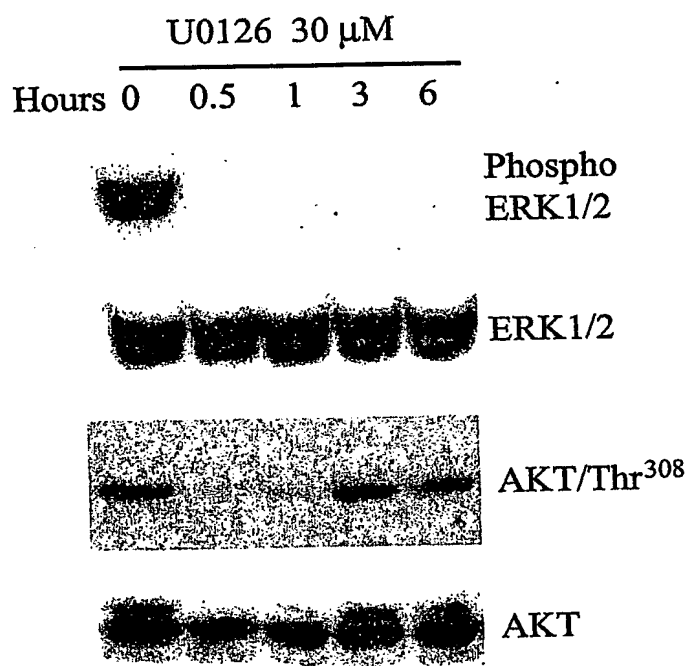 U0126 30 µM
Hours 0 0.5 1 3 6
Phospho
ERK1/2
ERK1/2
AKT/Thr308
AKT